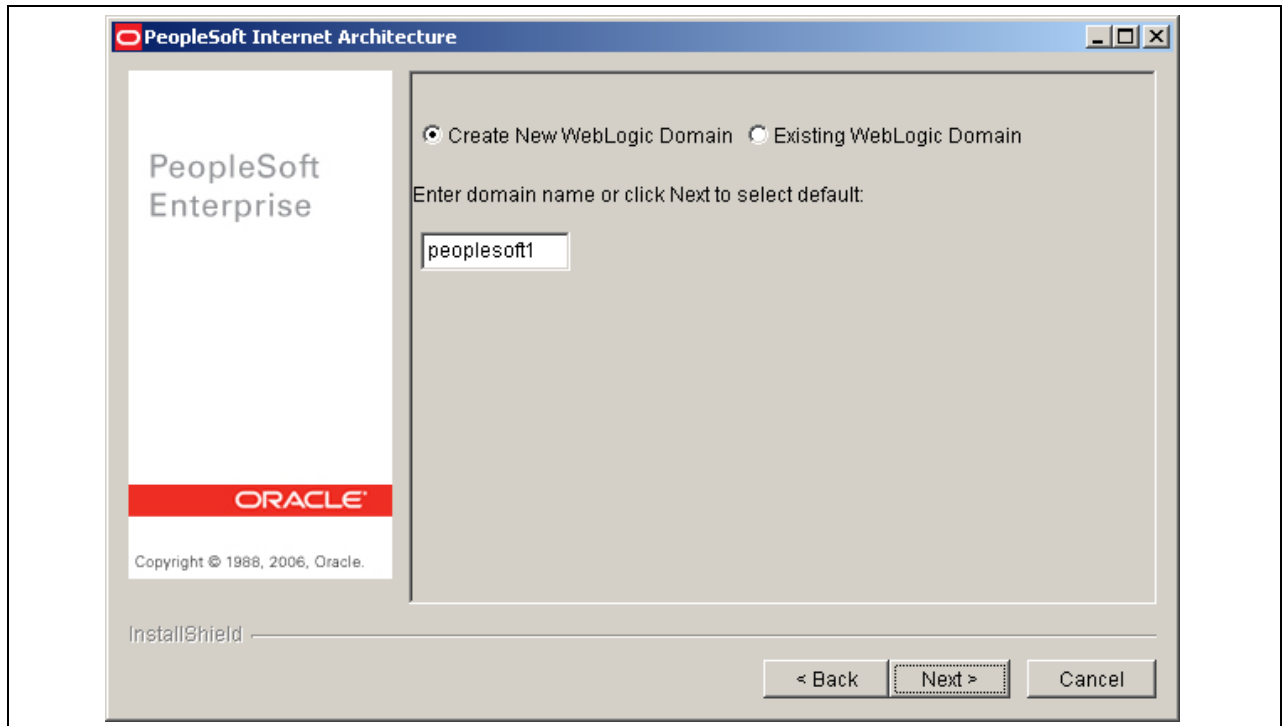 PeopleSoft Internet Architecture
PeopleSoft
Enterprise
Create New WebLogic Domain Existing WebLogic Domain
Enter domain name or click Next to select default:
peoplesoft1
ORACLE
Copyright © 1988, 2006, Oracle.
InstallShield
< Back Next > Cancel